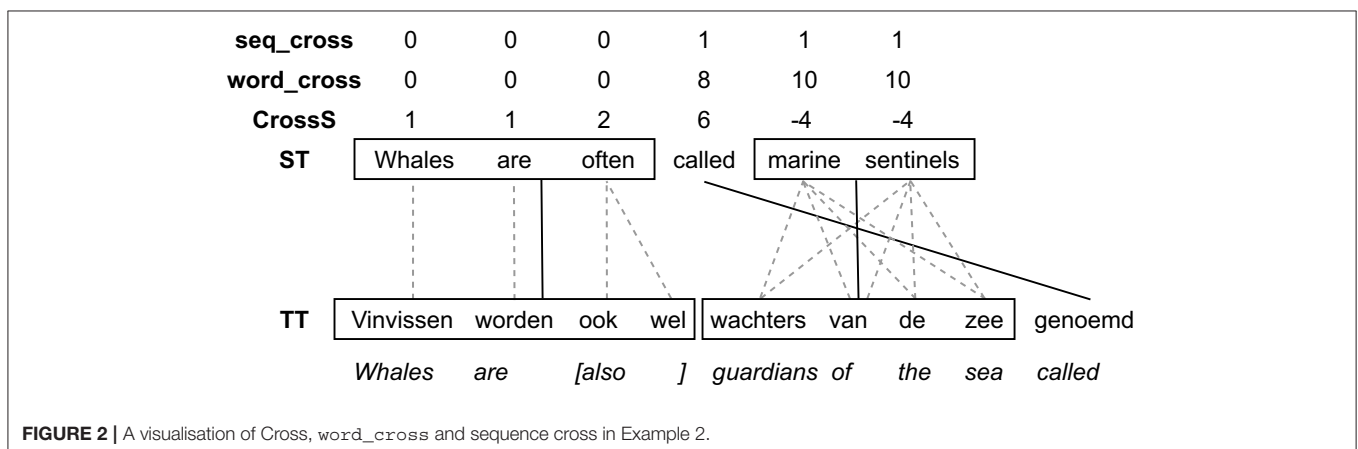 seq_cross 0 0 0 1 1 1
word_cross 0 0 0 8 10 10
CrossS 1 1 2 6 -4 -4
ST Whales are often called marine sentinels
TT Vinvissen worden ook wel wachters van de zee genoemd
Whales are [also ] guardians of the sea called
FIGURE 2 | A visualisation of Cross, word_cross and sequence cross in Example 2.